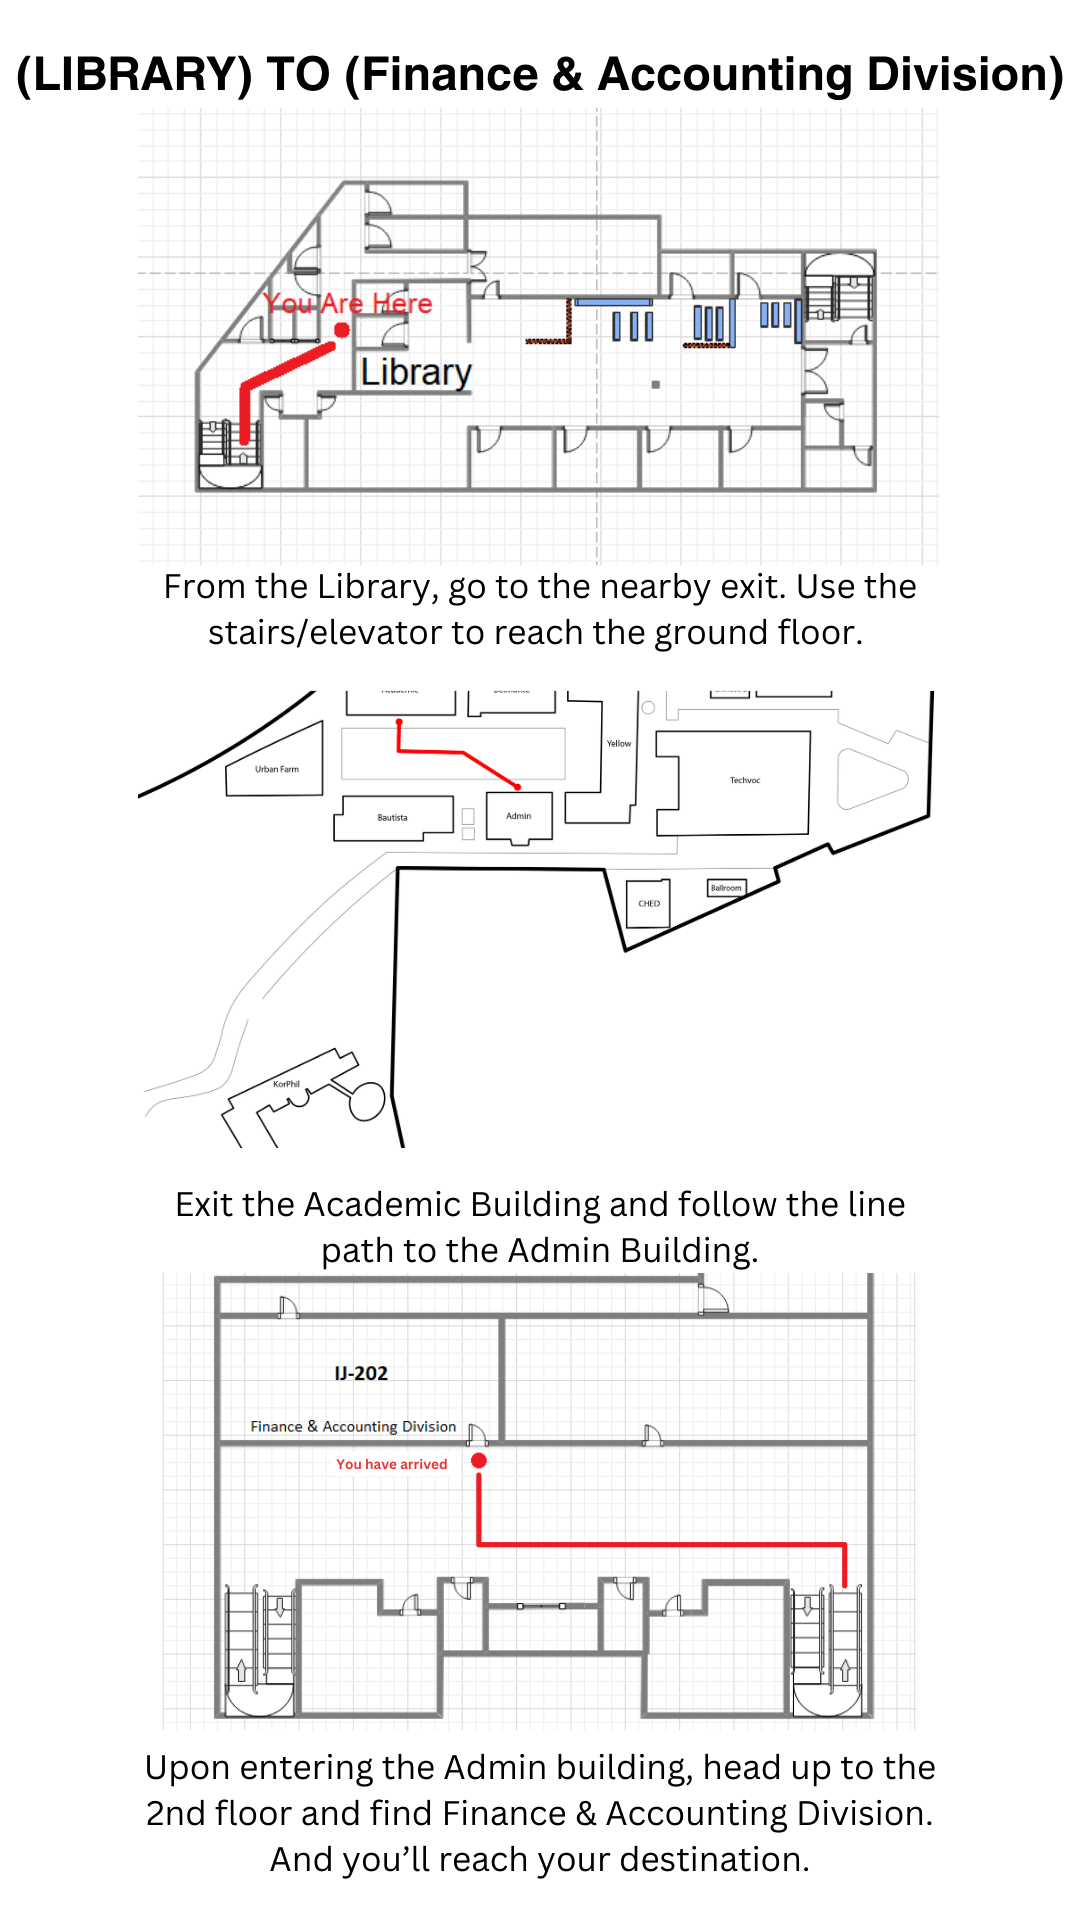 (LIBRARY) TO (Finance & Accounting Division)
You Are Here
Library
From the Library, go to the nearby exit. Use the
stairs/elevator to reach the ground floor.
Yellow
Urban Farm
Techvoc
Bautista
Admin
Ballroom
CHED
KorPhil
Exit the Academic Building and follow the line
path to the Admin Building.
IJ-202
Finance & Accounting Division
You have arrived
Upon entering the Admin building, head up to the
2nd floor and find Finance & Accounting Division.
And you’ll reach your destination.